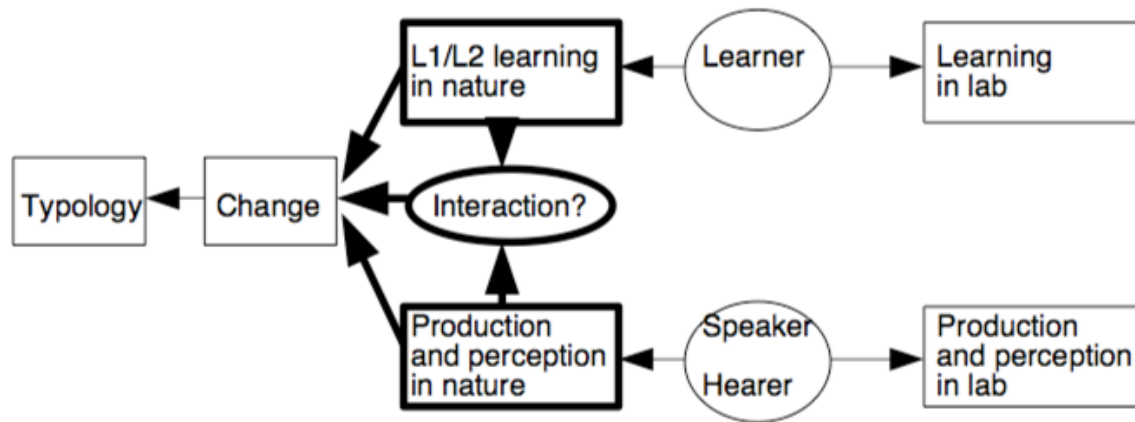 L1/L2 learning
in nature
Learner
Learning
in lab
Typology
Change
Interaction?
Production
and perception
in nature
Speaker
Hearer
Production
and perception
in lab